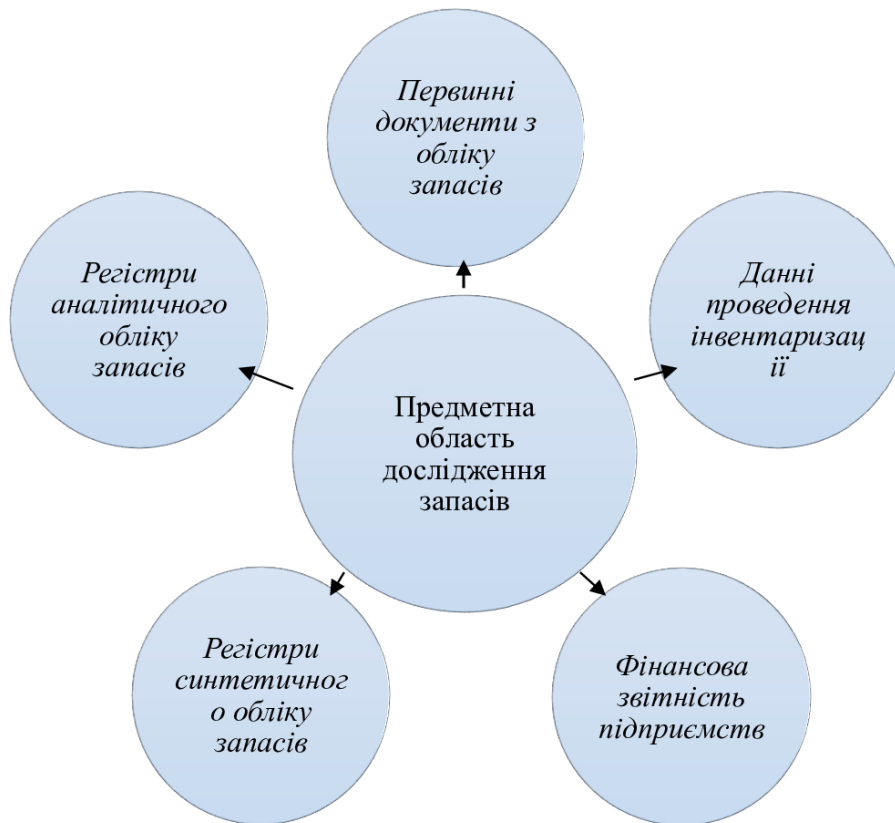 Первинні
документи з
обліку
запасів
Регістри
аналітичного
обліку
запасів
Данні
проведення
інвентаризац
ії
Предметна
область
дослідження
запасів
Регістри
синтетичног
о обліку
запасів
Фінансова
звітність
підприємств